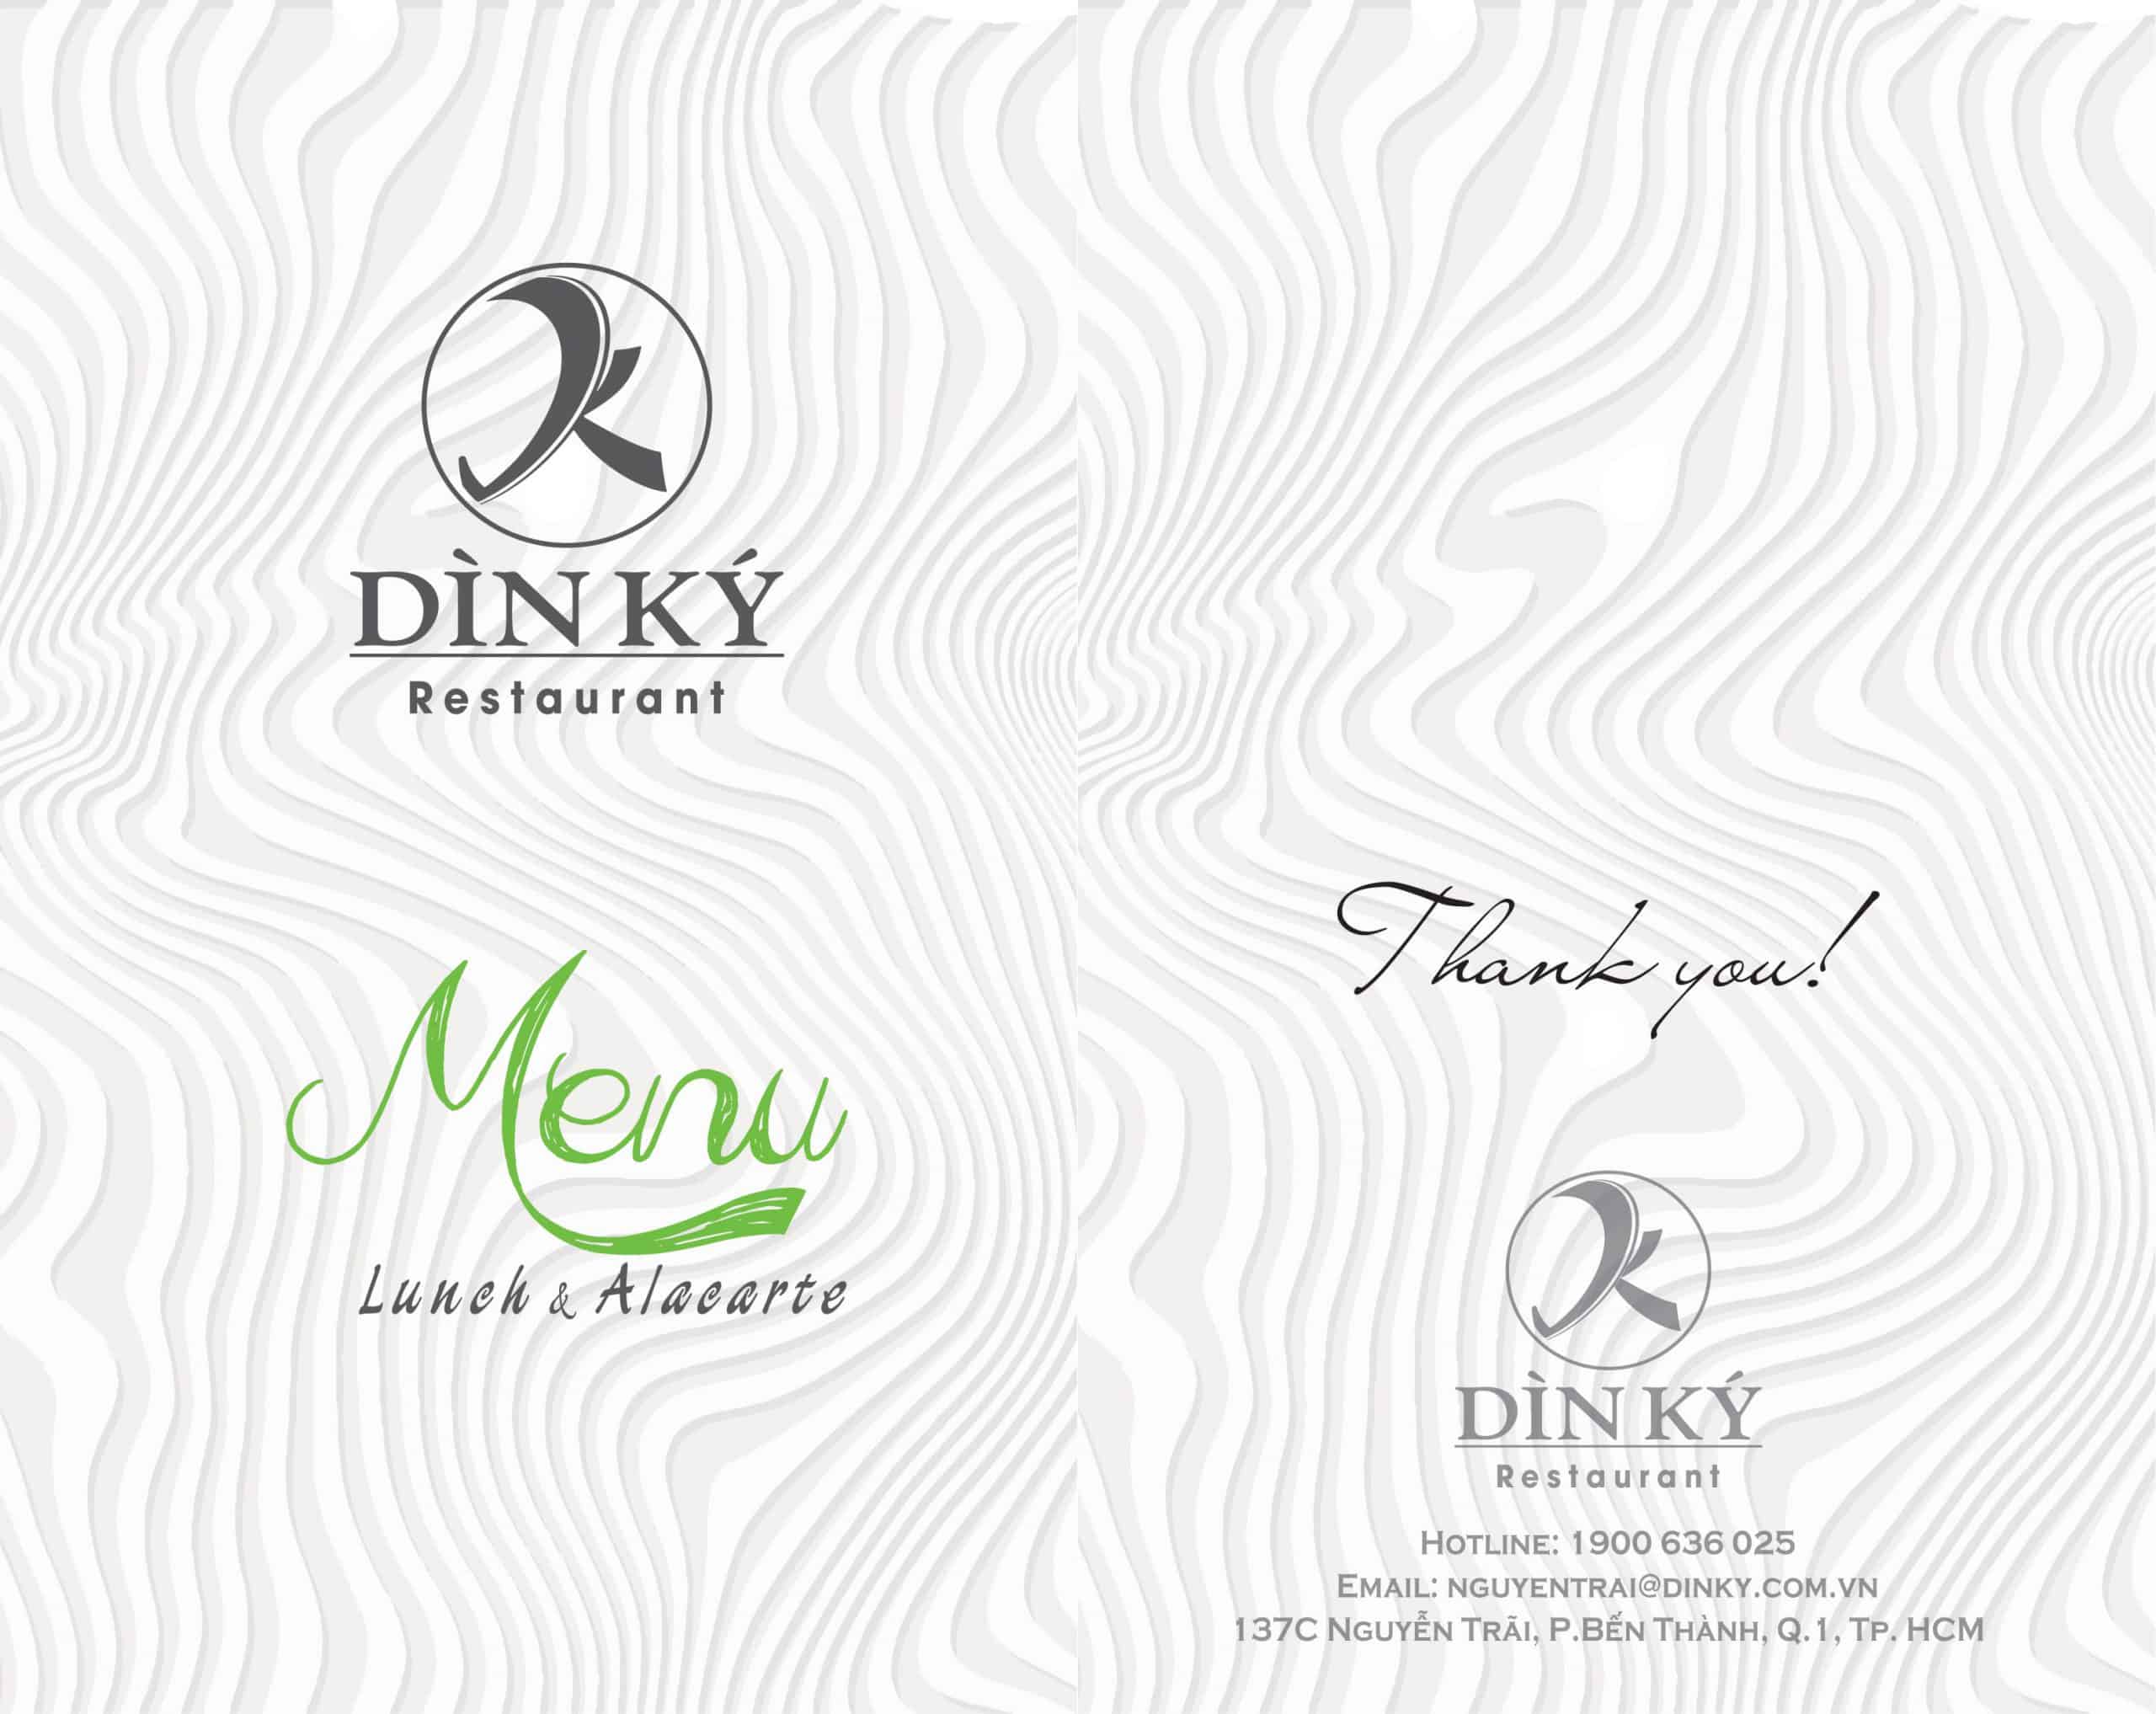 DÌN KÝ
Restaurant
Menu
Lunch & Alacarte
Thank you!
DÌN KÝ
Restaurant
HOTLINE: 1900 636 025
EMAIL: NGUYENTRAI@DINKY.COM.VN
137C NGUYỄN TRÃI, P.BẾN THÀNH, Q.1, TP. HCM